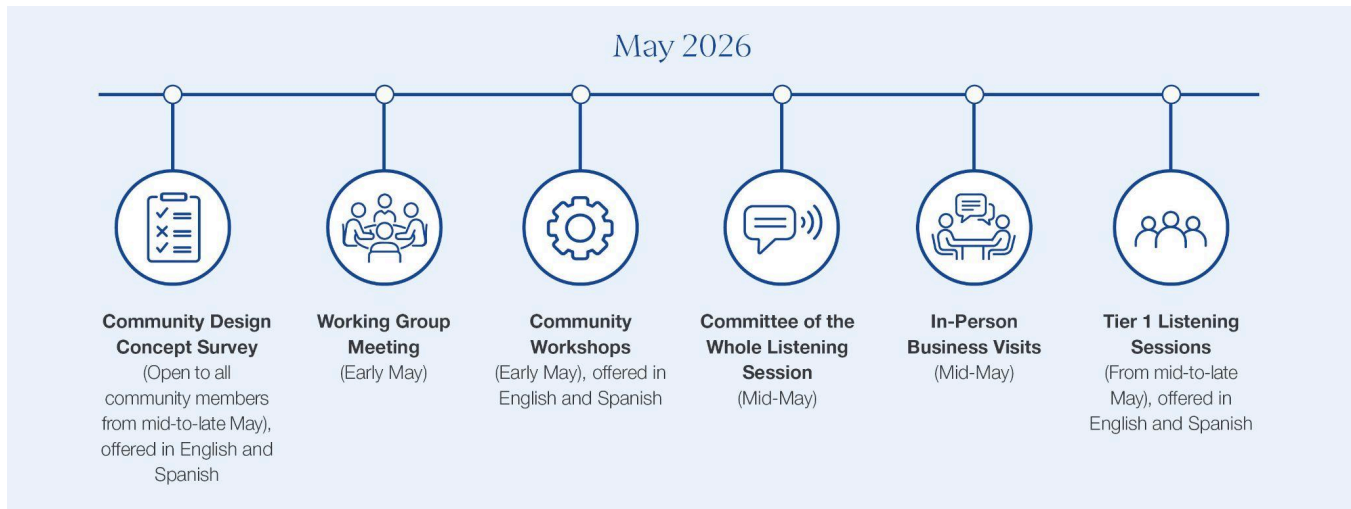 May 2026
Community Design
Concept Survey
(Open to all
community members
from mid-to-late May),
offered in English and
Spanish
Working Group
Meeting
(Early May)
Community
Workshops
(Early May), offered in
English and Spanish
Committee of the
Whole Listening
Session
(Mid-May)
In-Person
Business Visits
(Mid-May)
Tier 1 Listening
Sessions
(From mid-to-late
May), offered in
English and Spanish